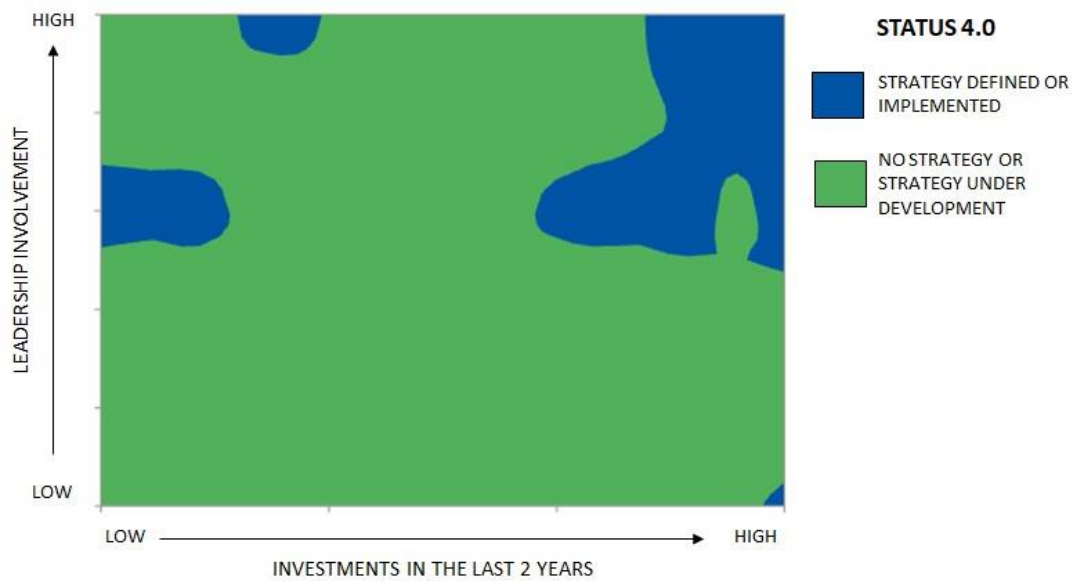 HIGH
STATUS 4.0
STRATEGY DEFINED OR
IMPLEMENTED
NO STRATEGY OR
STRATEGY UNDER
DEVELOPMENT
LEADERSHIP INVOLVEMENT
LOW
LOW
HIGH
INVESTMENTS IN THE LAST 2 YEARS